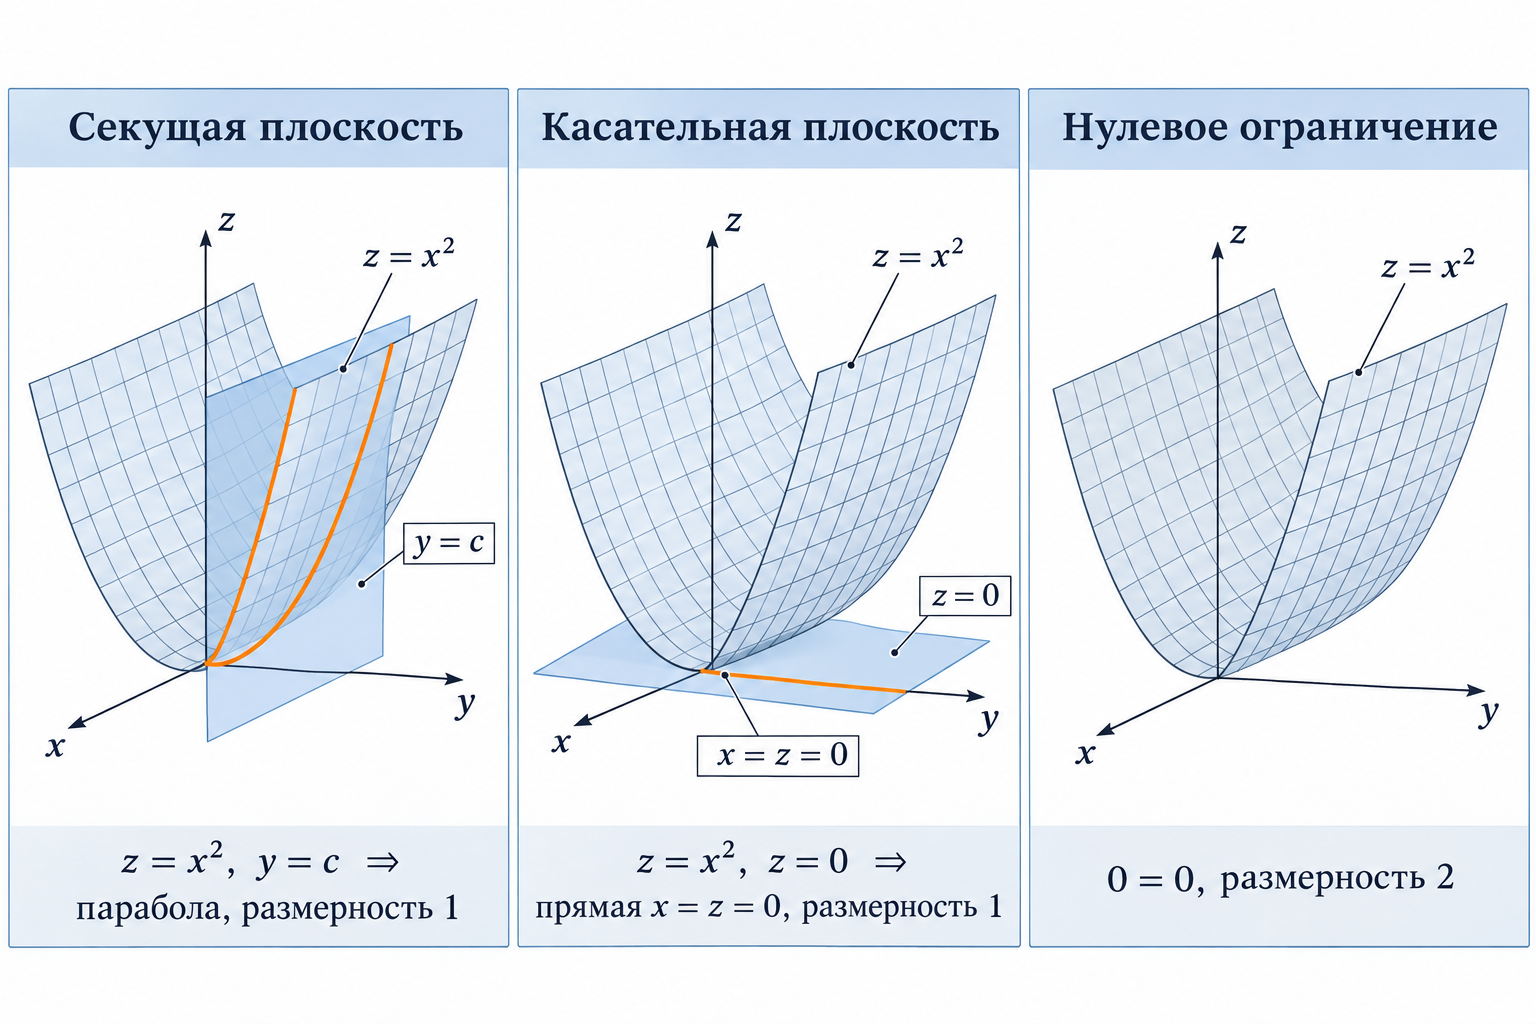 Секущая плоскость
z
z = x²
y = c
y
x
z = x², y = c ⇒
парабола, размерность 1
Касательная плоскость
z
z = x²
z = 0
y
x
x = z = 0
z = x², z = 0 ⇒
прямая x = z = 0, размерность 1
Нулевое ограничение
z
z = x²
y
x
0 = 0, размерность 2